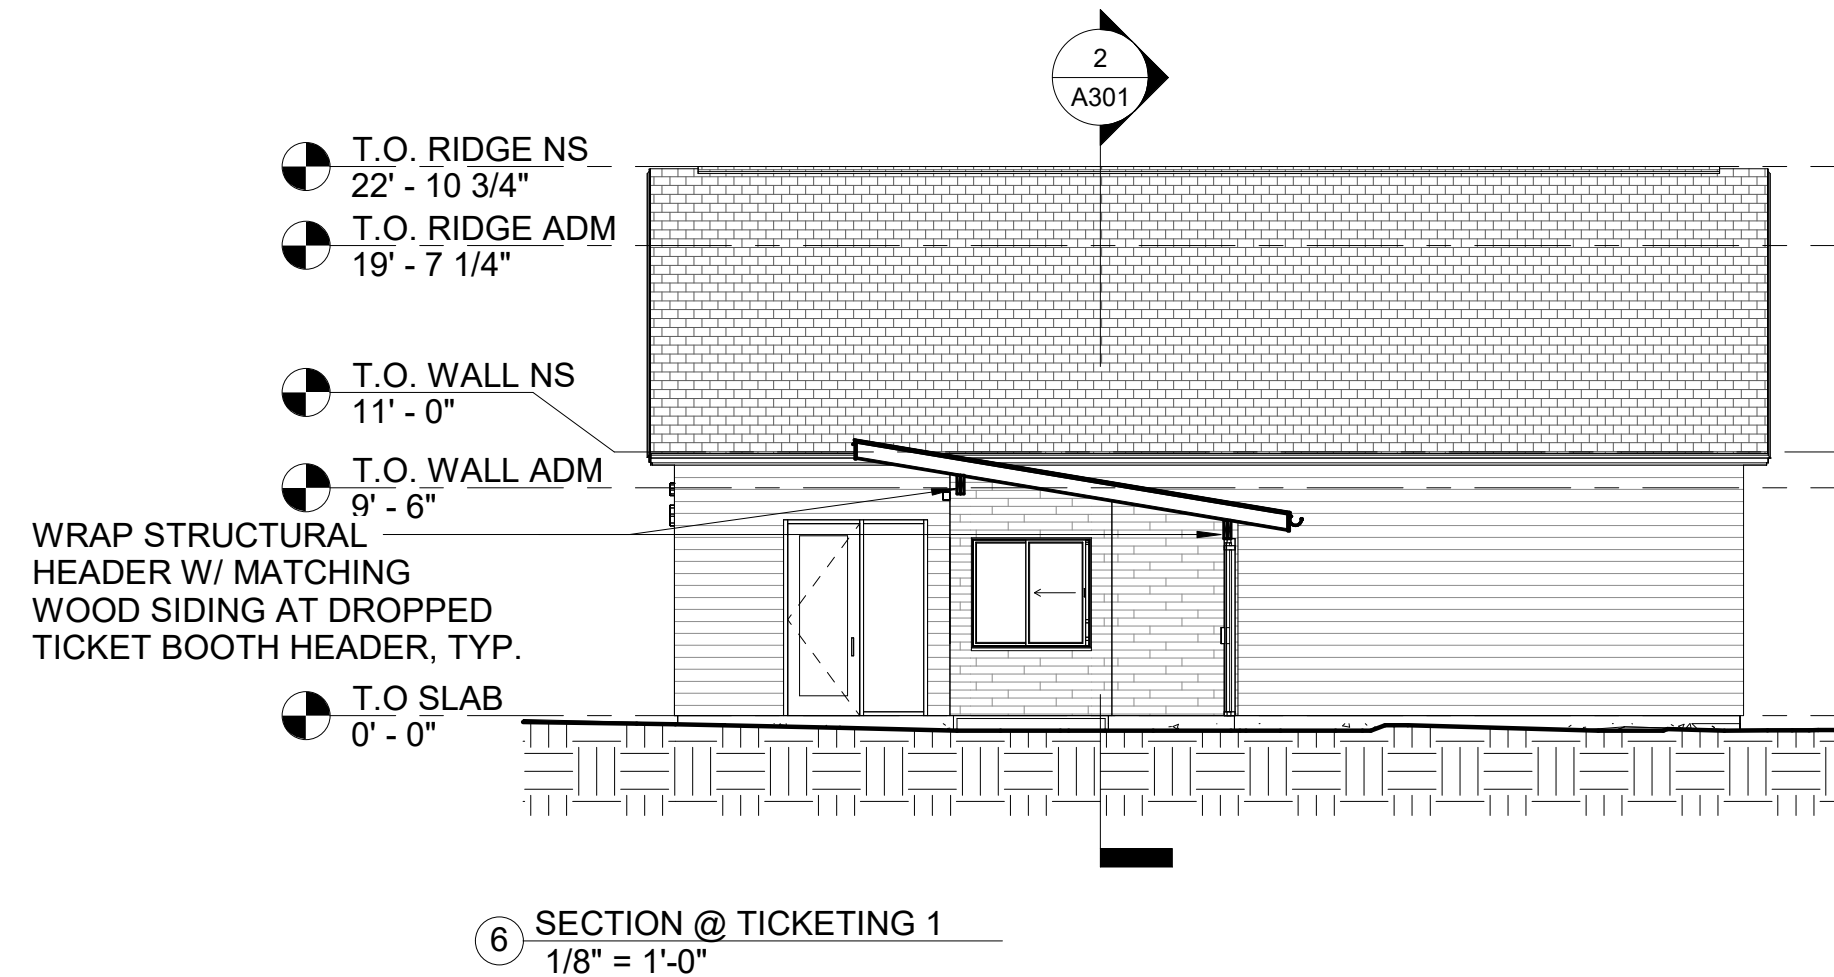 2
A301
T.O. RIDGE NS
22' - 10 3/4"
T.O. RIDGE ADM
19' - 7 1/4"
T.O. WALL NS
11' - 0"
T.O. WALL ADM
9' - 6"
WRAP STRUCTURAL
HEADER W/ MATCHING
WOOD SIDING AT DROPPED
TICKET BOOTH HEADER, TYP.
T.O SLAB
0' - 0"
6
SECTION @ TICKETING 1
1/8" = 1'-0"